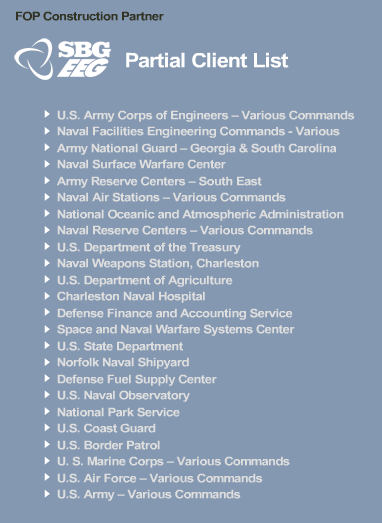 FOP Construction Partner
SBG
EEG
Partial Client List
U.S. Army Corps of Engineers – Various Commands
Naval Facilities Engineering Commands - Various
Army National Guard – Georgia & South Carolina
Naval Surface Warfare Center
Army Reserve Centers – South East
Naval Air Stations – Various Commands
National Oceanic and Atmospheric Administration
Naval Reserve Centers – Various Commands
U.S. Department of the Treasury
Naval Weapons Station, Charleston
U.S. Department of Agriculture
Charleston Naval Hospital
Defense Finance and Accounting Service
Space and Naval Warfare Systems Center
U.S. State Department
Norfolk Naval Shipyard
Defense Fuel Supply Center
U.S. Naval Observatory
National Park Service
U.S. Coast Guard
U.S. Border Patrol
U. S. Marine Corps – Various Commands
U.S. Air Force – Various Commands
U.S. Army – Various Commands